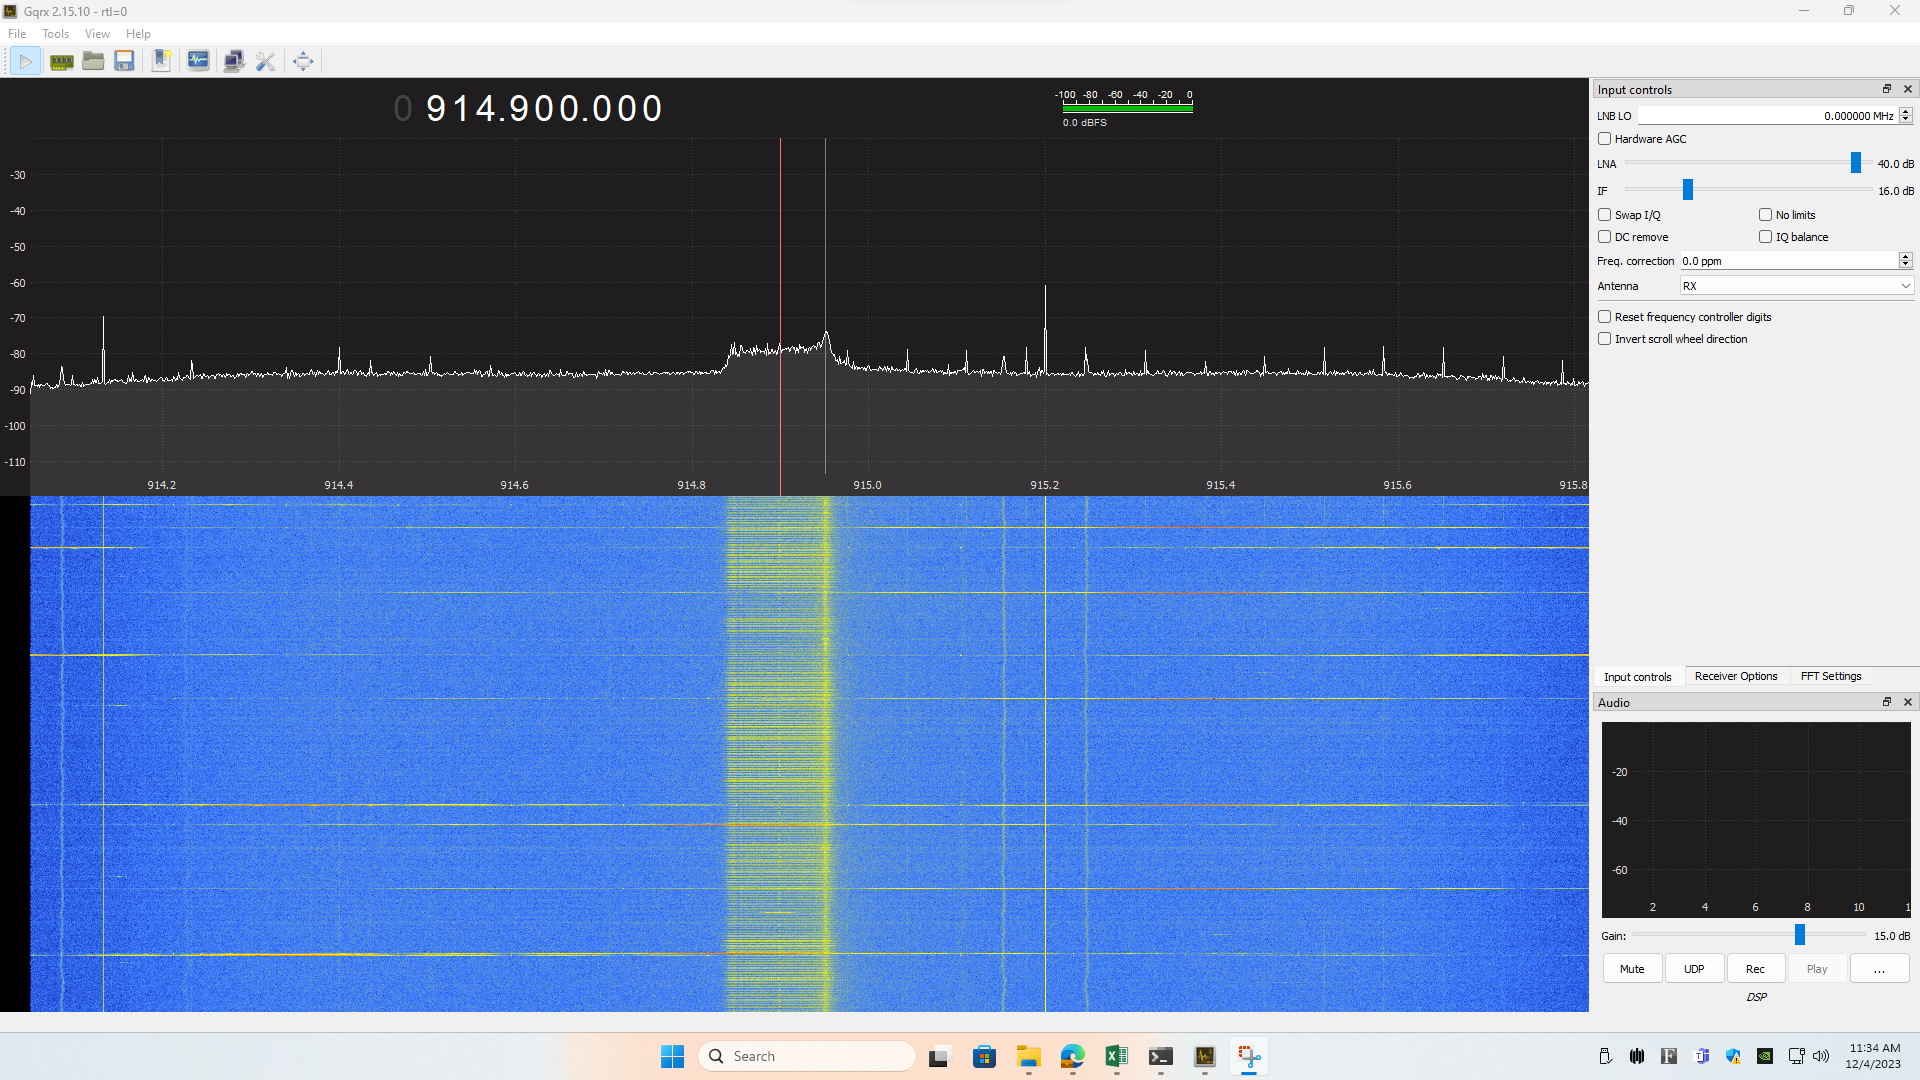 Gqrx 2.15.10 - rtl=0
File Tools View Help
0 914.900.000
-100 -80 -60 -40 -20 0
0.0 dBFS
-30
-40
-50
-60
-70
-80
-90
-100
-110
914.2 914.4 914.6 914.8 915.0 915.2 915.4 915.6 915.8
Input controls
LNB LO 0.000000 MHz
Hardware AGC
LNA 40.0 dB
IF 16.0 dB
Swap I/Q No limits
DC remove IQ balance
Freq. correction 0.0 ppm
Antenna RX
Reset frequency controller digits
Invert scroll wheel direction
Input controls Receiver Options FFT Settings
Audio
-20
-40
-60
2 4 6 8 10 1
Gain: 15.0 dB
Mute UDP Rec Play ...
DSP
Search
11:34 AM
12/4/2023